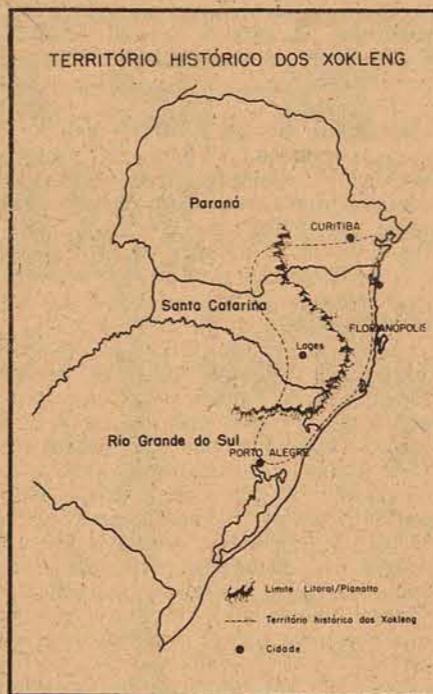 TERRITÓRIO HISTÓRICO DOS XOKLENG
Paraná
CURITIBA
Santa Catarina
FLORIANÓPOLIS
Lages
Rio Grande do Sul
PORTO ALEGRE
Limite Litoral/Planalto
Território histórico dos Xokleng
Cidade